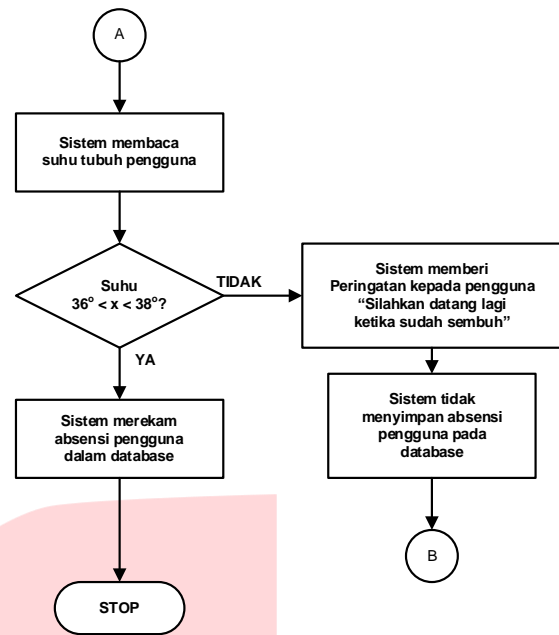 A
Sistem membaca
suhu tubuh pengguna
Suhu
36° < x < 38°?
TIDAK
YA
Sistem memberi
Peringatan kepada pengguna
“Silahkan datang lagi
ketika sudah sembuh”
Sistem merekam
absensi pengguna
dalam database
Sistem tidak
menyimpan absensi
pengguna pada
database
B
STOP